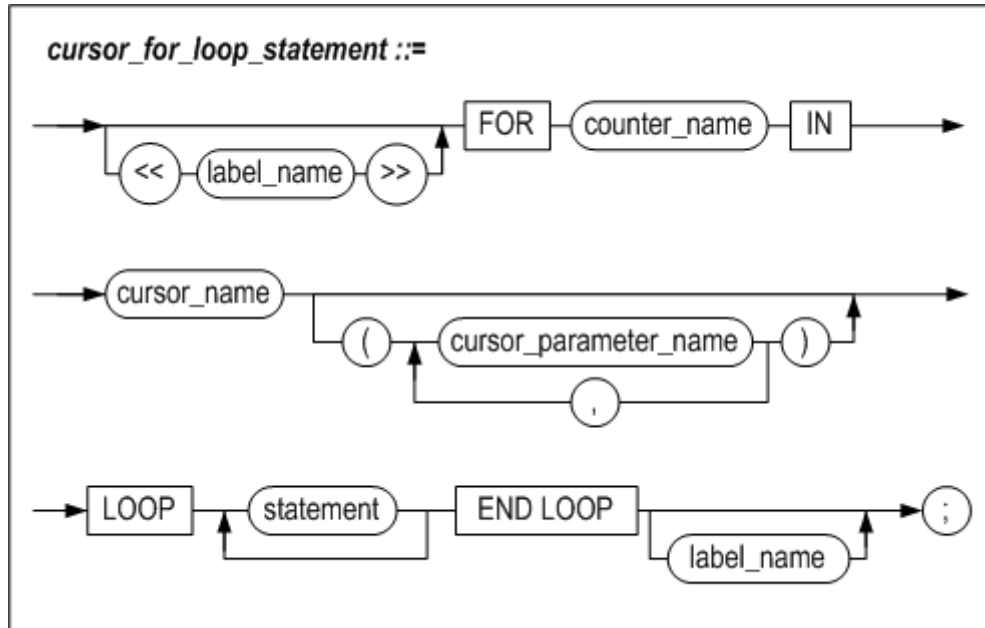 cursor_for_loop_statement ::=
FOR counter_name IN
<< label_name >>
cursor_name
( cursor_parameter_name )
,
LOOP statement END LOOP ;
label_name